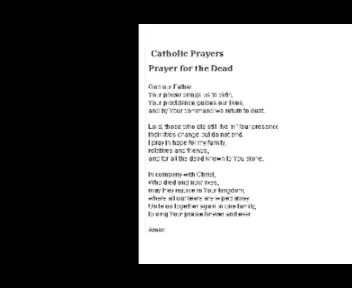 Catholic Prayers
Prayer for the Dead
God our Father,
Your power brings us to birth,
Your providence guides our lives,
and by Your command we return to dust.
Lord, those who die still live in Your presence
their lives change but do not end.
I pray in hope for my family,
relatives and friends,
and for all the dead known to You alone.
In company with Christ,
Who died and now lives,
may they rejoice in Your kingdom,
where all our tears are wiped away
Unite us together again in one family,
to sing Your praise forever and ever
Amen